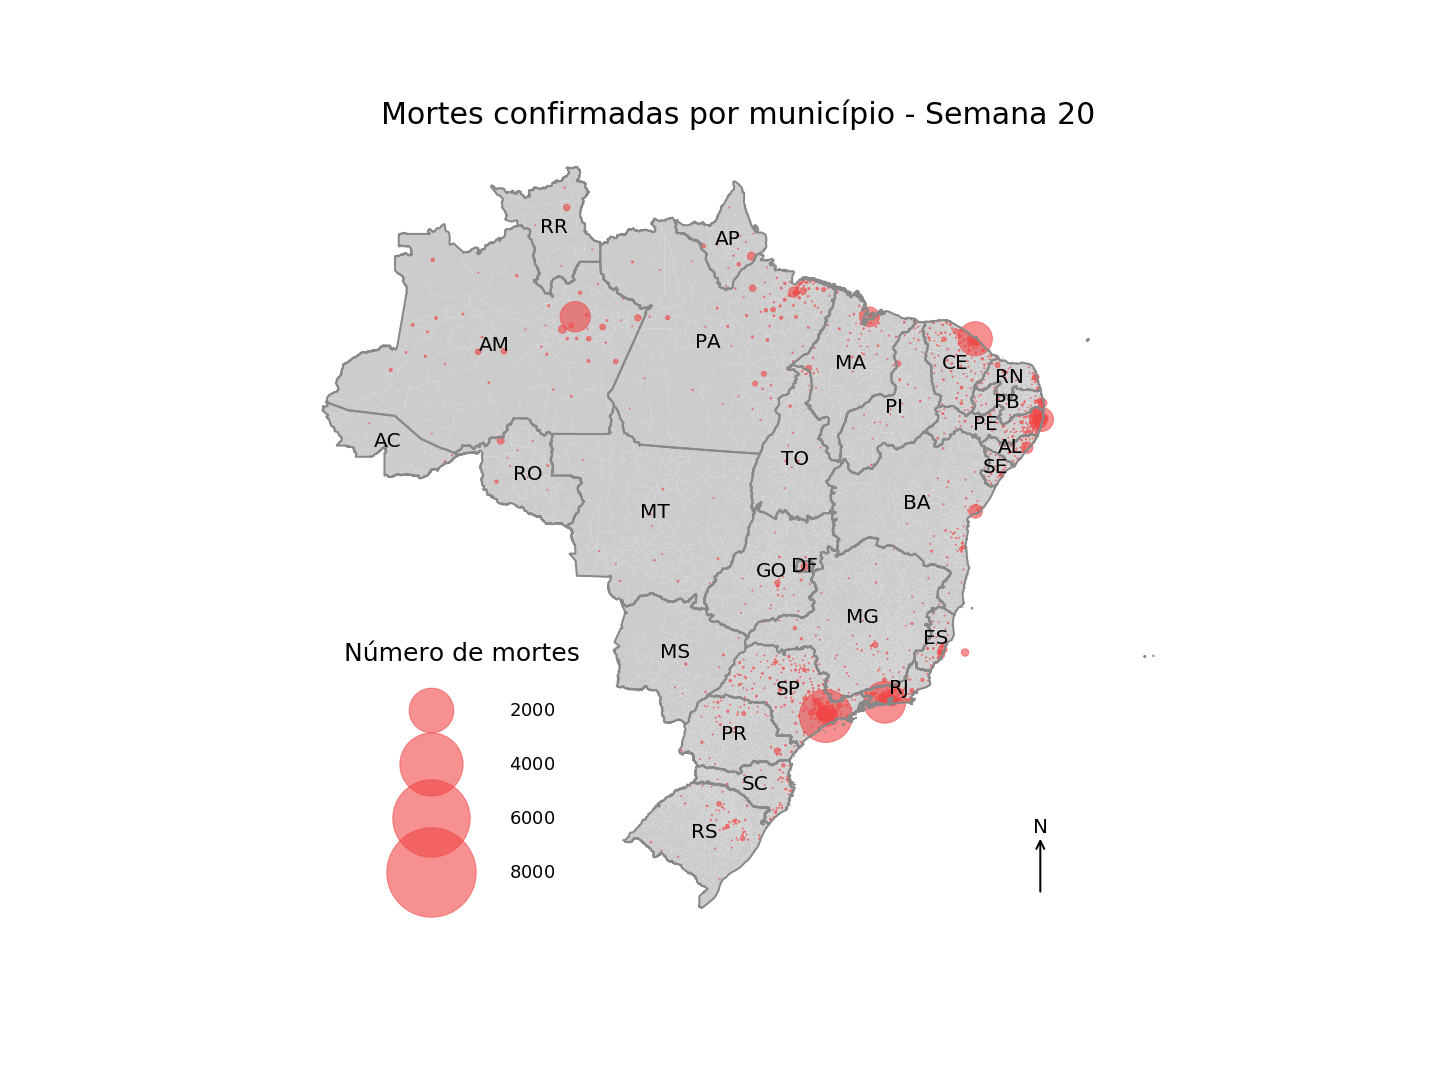 Mortes confirmadas por município - Semana 20
RR
AP
AM
PA
MA
CE
RN
PB
PI
PE
AC
AL
TO
SE
RO
BA
MT
DF
GO
MG
ES
MS
SP
RJ
PR
SC
RS
Número de mortes
2000
4000
6000
8000
N